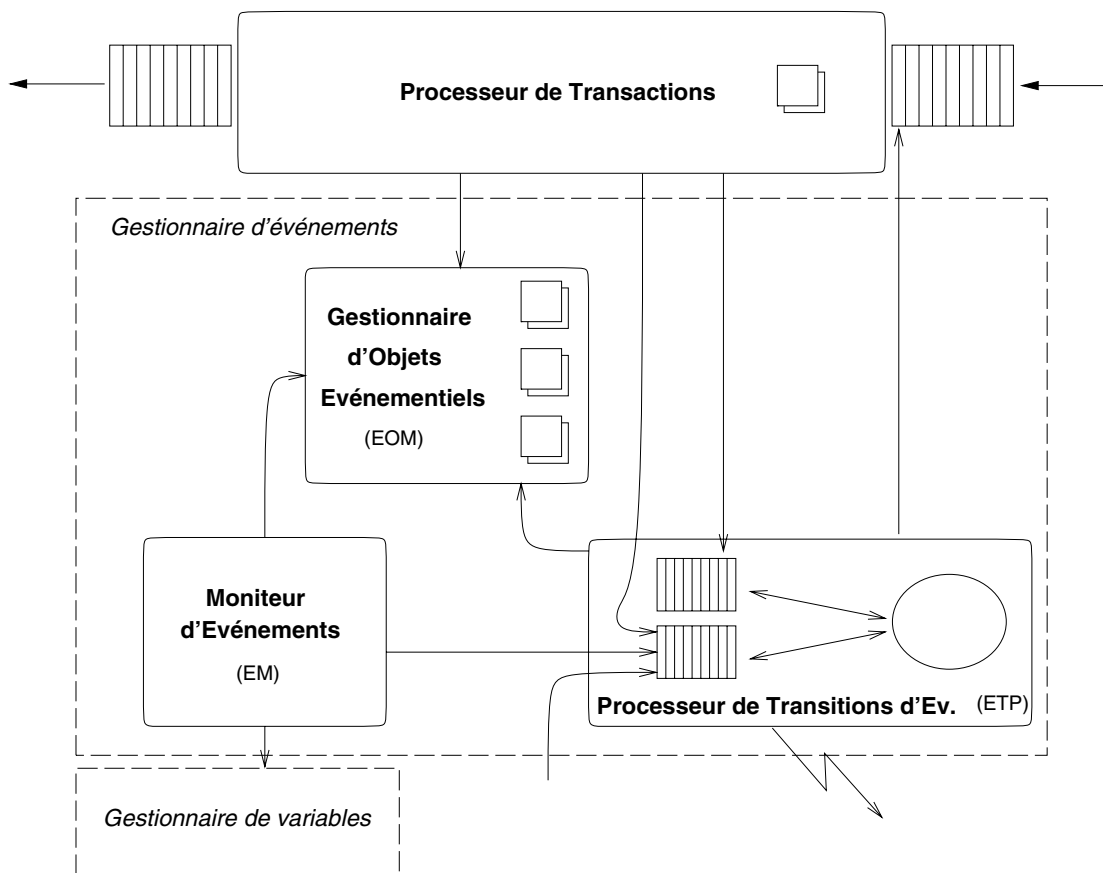 Processeur de Transactions
Gestionnaire d'événements
Gestionnaire
d'Objets
Evénementiels
(EOM)
Moniteur
d'Evénements
(EM)
Processeur de Transitions d'Ev. (ETP)
Gestionnaire de variables